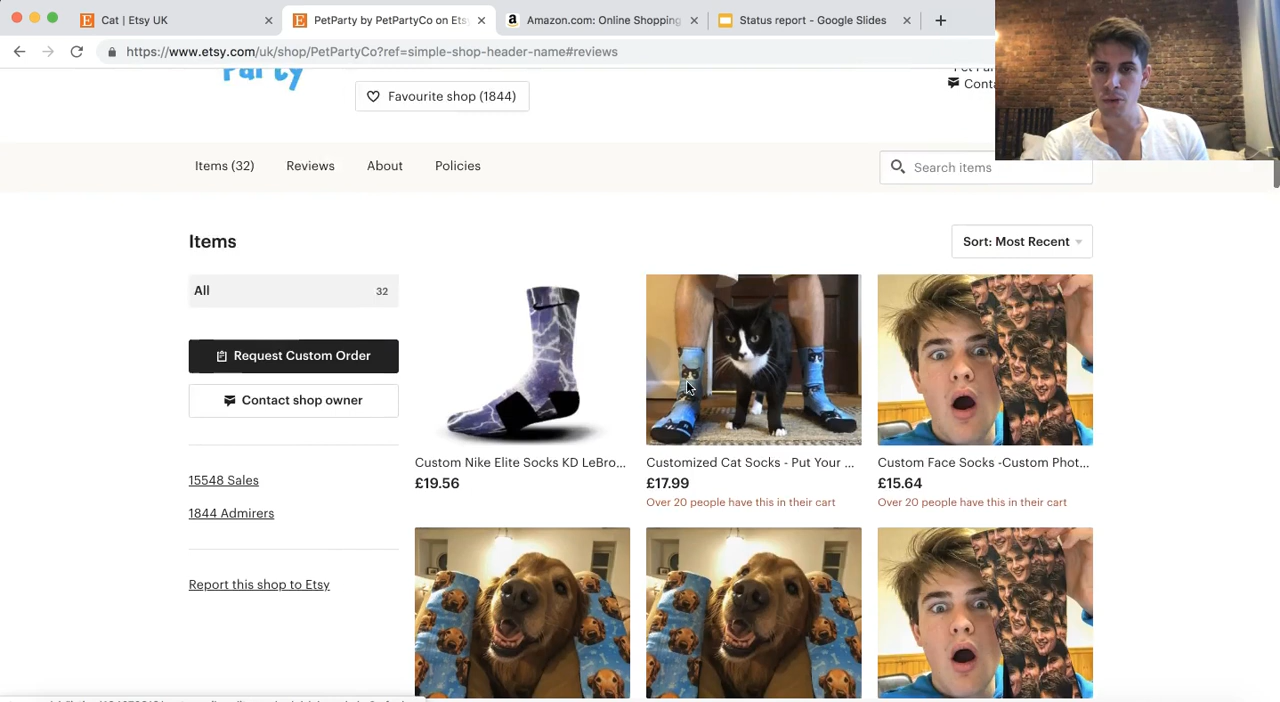 Cat | Etsy UK
PetParty by PetPartyCo on Ets
Amazon.com: Online Shopping
Status report - Google Slides
https://www.etsy.com/uk/shop/PetPartyCo?ref=simple-shop-header-name#reviews
Party
Favourite shop (1844)
Conta
Items (32)
Reviews
About
Policies
Search items
Items
Sort: Most Recent
All
32
Request Custom Order
Contact shop owner
15548 Sales
1844 Admirers
Report this shop to Etsy
Custom Nike Elite Socks KD LeBro...
£19.56
Customized Cat Socks - Put Your ...
£17.99
Over 20 people have this in their cart
Custom Face Socks -Custom Phot...
£15.64
Over 20 people have this in their cart